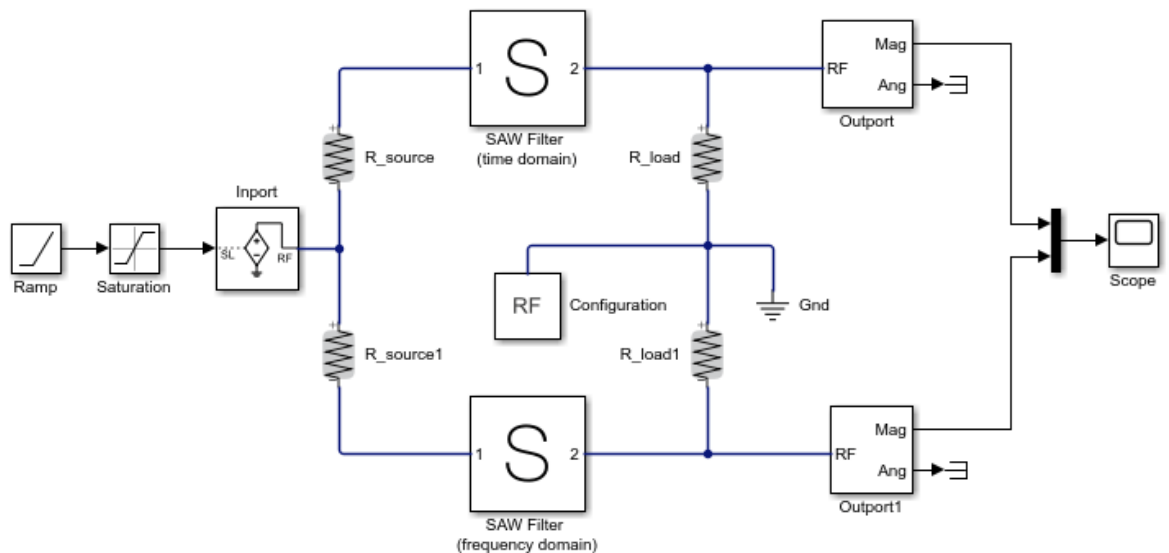 S
1
2
SAW Filter
(time domain)
RF
Mag
Ang
Outport
R_source
R_load
Inport
SL
RF
Ramp
Saturation
RF
Configuration
Gnd
Scope
R_source1
R_load1
S
1
2
SAW Filter
(frequency domain)
RF
Mag
Ang
Outport1